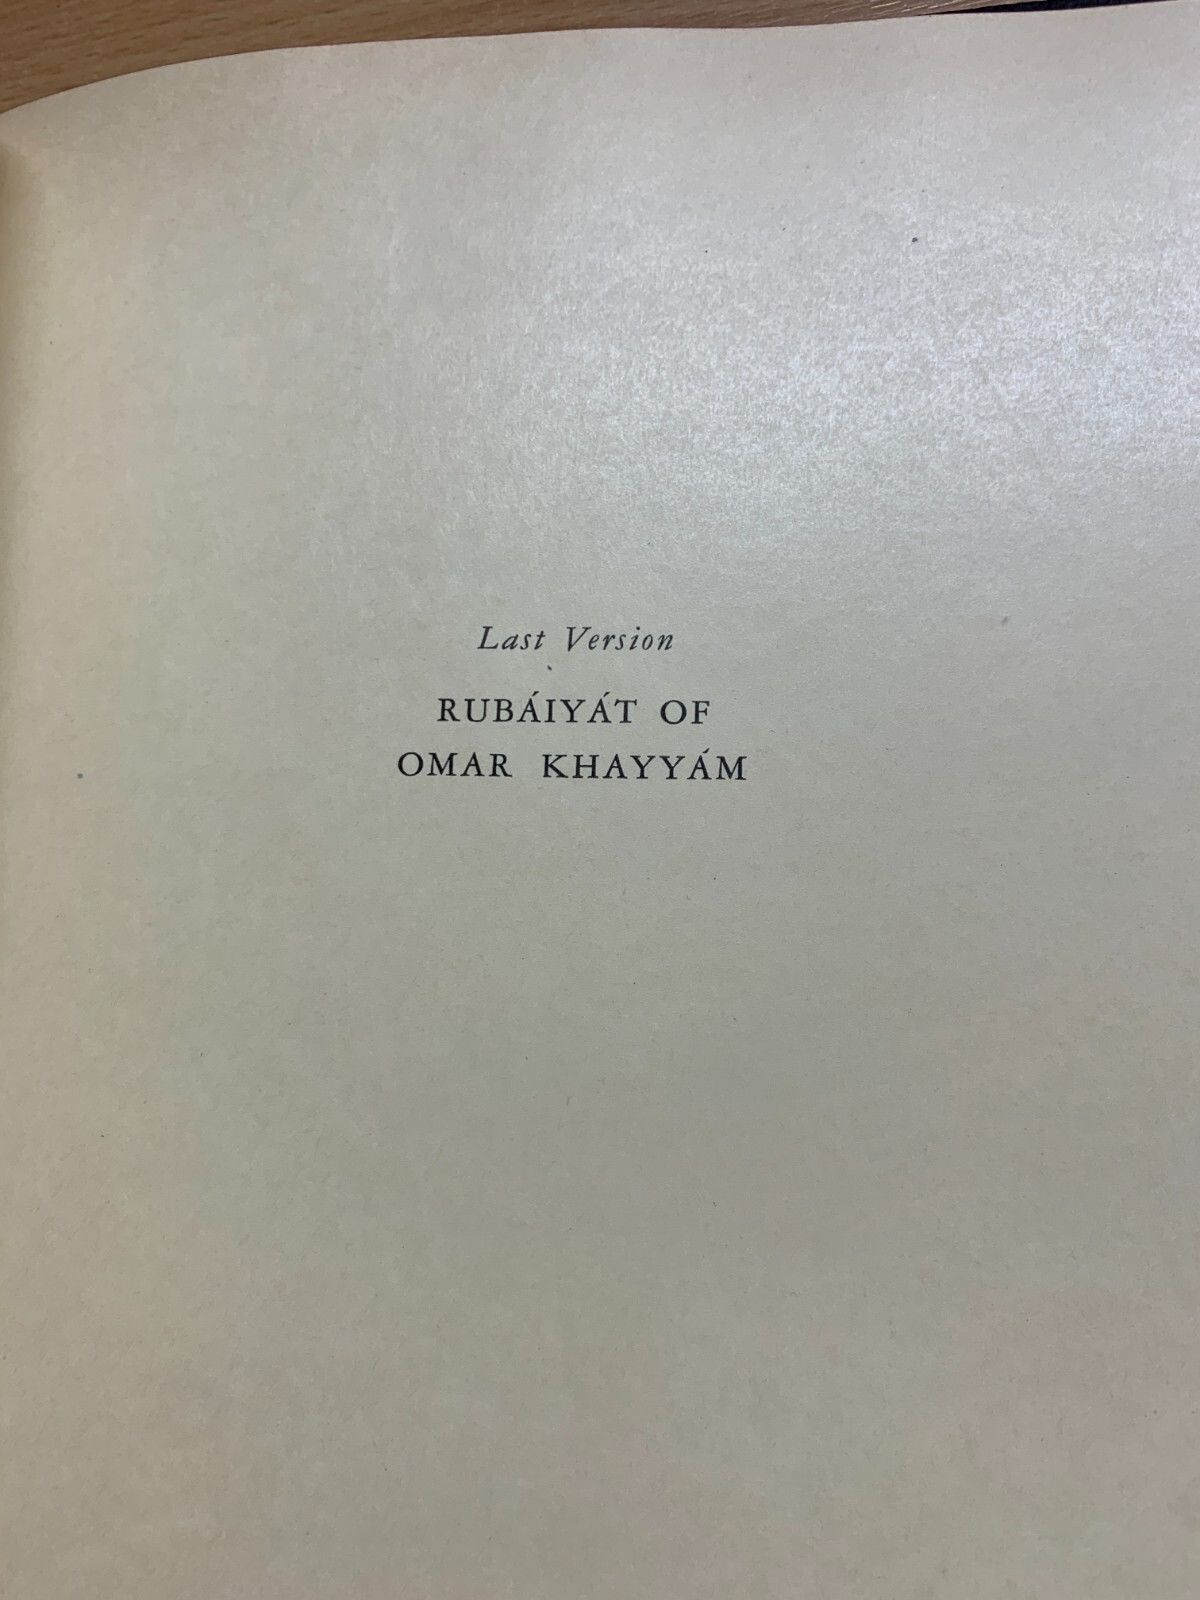 Last Version
RUBÁIYÁT OF
OMAR KHAYYÁM